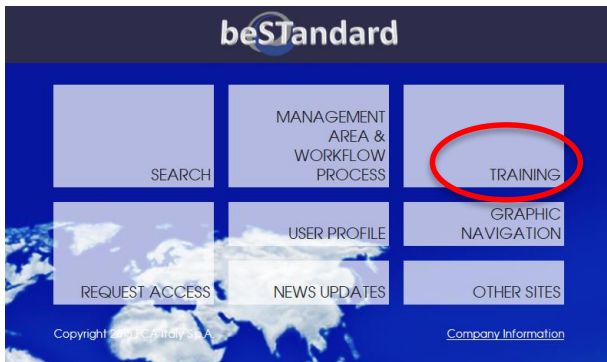 beSTandard
SEARCH
MANAGEMENT
AREA &
WORKFLOW
PROCESS
TRAINING
REQUEST ACCESS
USER PROFILE
NEWS UPDATES
GRAPHIC
NAVIGATION
OTHER SITES
Copyright FCA Italy S.p.A.
Company Information